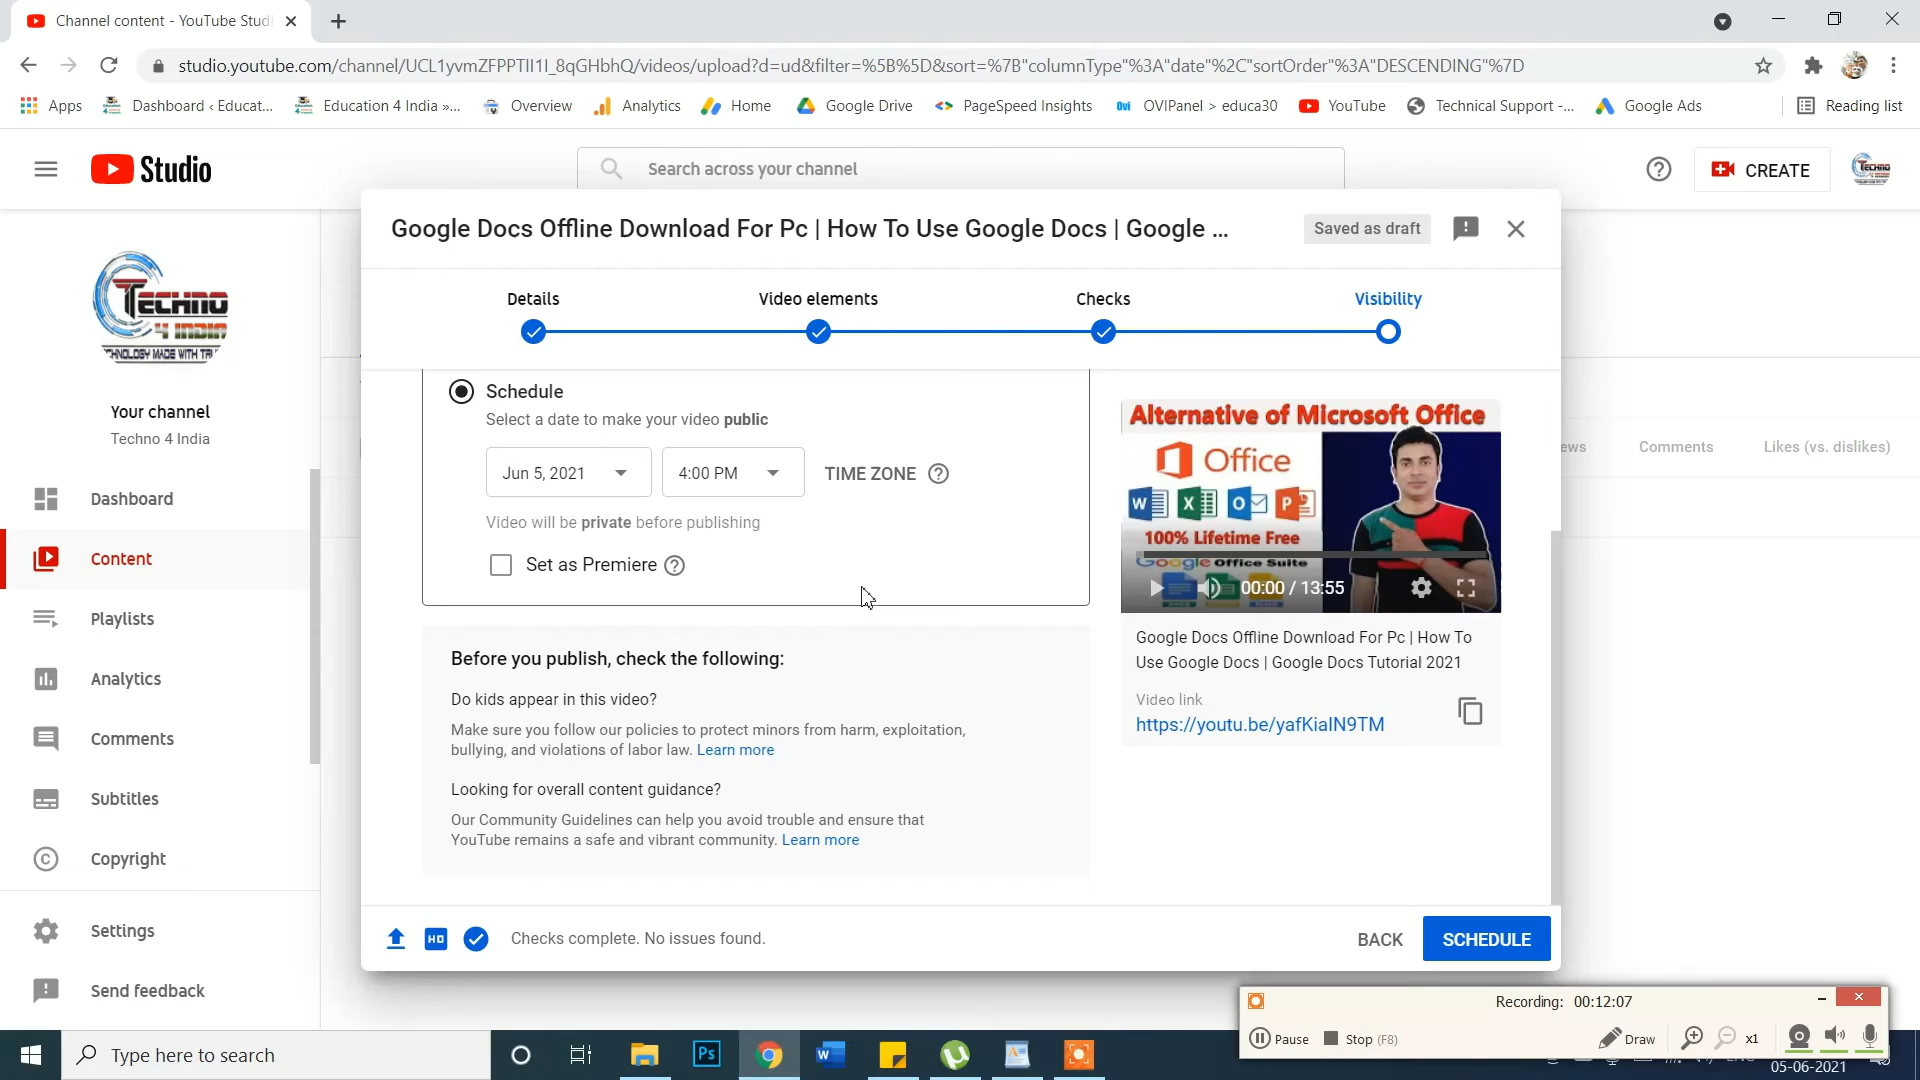 Channel content - YouTube Studi
studio.youtube.com/channel/UCL1yvmZFPPTII1I_8qGHbhQ/videos/upload?d=ud&filter=%5B%5D&sort=%7B"columnType"%3A"date"%2C"sortOrder"%3A"DESCENDING"%7D
Apps
Dashboard ‹ Educat...
Education 4 India »...
Overview
Analytics
Home
Google Drive
PageSpeed Insights
OVI
OVIPanel > educa30
YouTube
Technical Support -...
Google Ads
Reading list
Studio
Search across your channel
CREATE
Google Docs Offline Download For Pc | How To Use Google Docs | Google ...
Saved as draft
Details
Video elements
Checks
Visibility
TECHNO
4 INDIA
Your channel
Techno 4 India
Dashboard
Content
Playlists
Analytics
Comments
Subtitles
Copyright
Settings
Send feedback
ews
Comments
Likes (vs. dislikes)
Schedule
Select a date to make your video public
Jun 5, 2021
4:00 PM
TIME ZONE
Video will be private before publishing
Set as Premiere
Before you publish, check the following:
Do kids appear in this video?
Make sure you follow our policies to protect minors from harm, exploitation,
bullying, and violations of labor law. Learn more
Looking for overall content guidance?
Our Community Guidelines can help you avoid trouble and ensure that
YouTube remains a safe and vibrant community. Learn more
Alternative of Microsoft Office
Office
100% Lifetime Free
Google Office Suite
00:00 / 13:55
Google Docs Offline Download For Pc | How To
Use Google Docs | Google Docs Tutorial 2021
Video link
https://youtu.be/yafKiaIN9TM
HD
Checks complete. No issues found.
BACK
SCHEDULE
Recording: 00:12:07
Pause
Stop (F8)
Draw
x1
Type here to search
Ps
05-06-2021